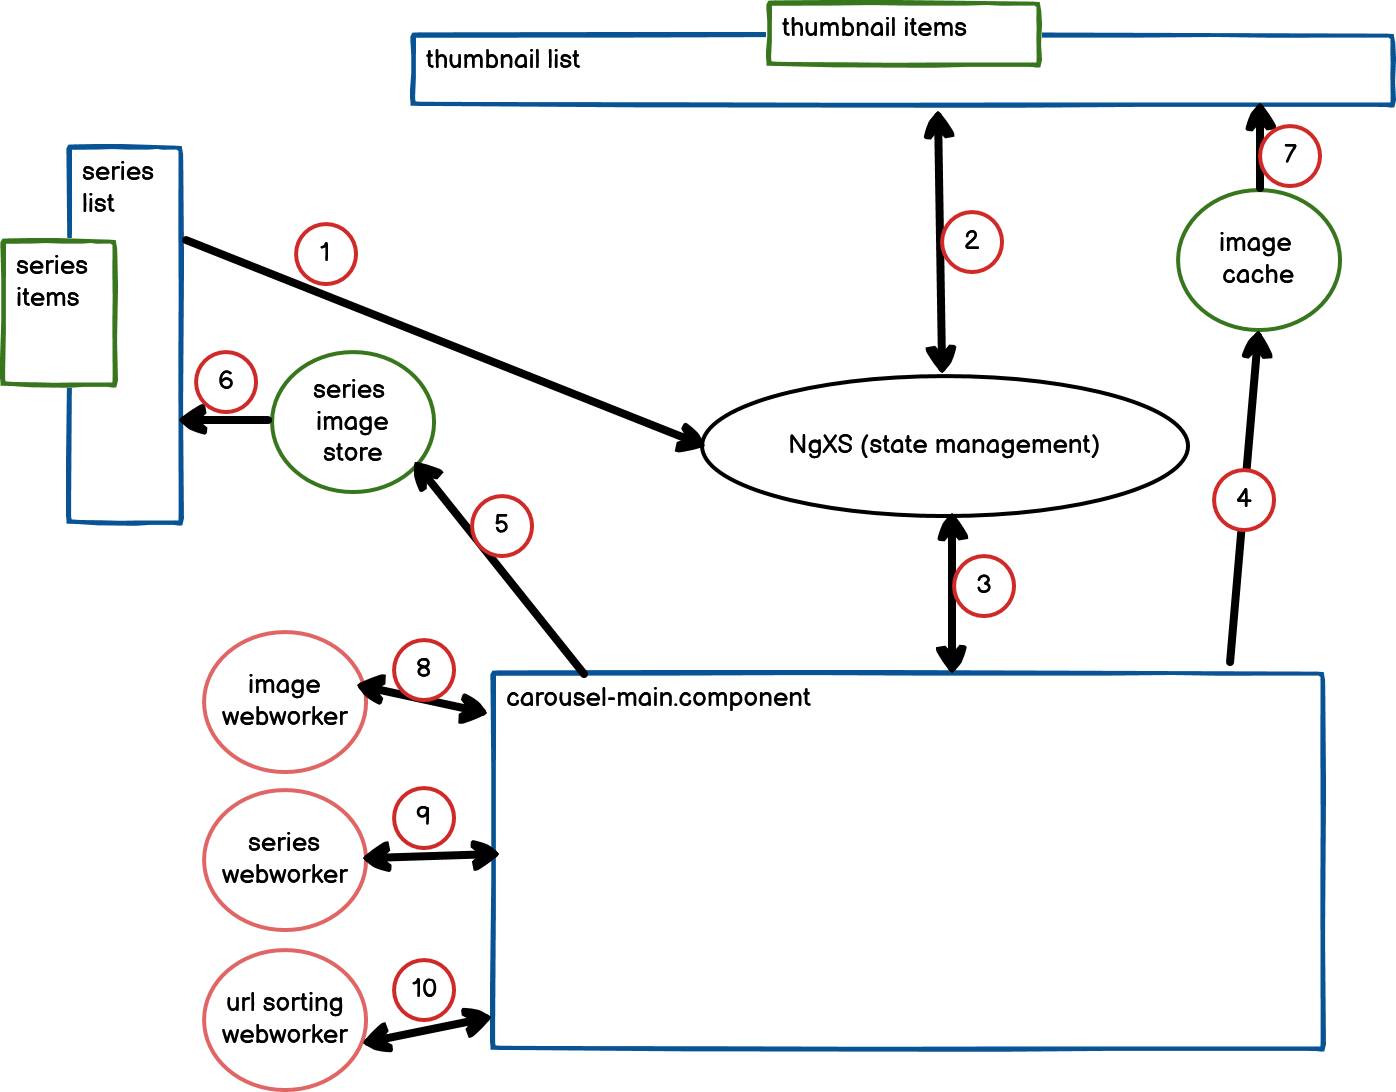 thumbnail items
thumbnail list
7
series
list
1
2
image
cache
series
items
6
series
image
store
NgXS (state management)
4
5
3
8
image
webworker
carousel-main.component
9
series
webworker
10
url sorting
webworker